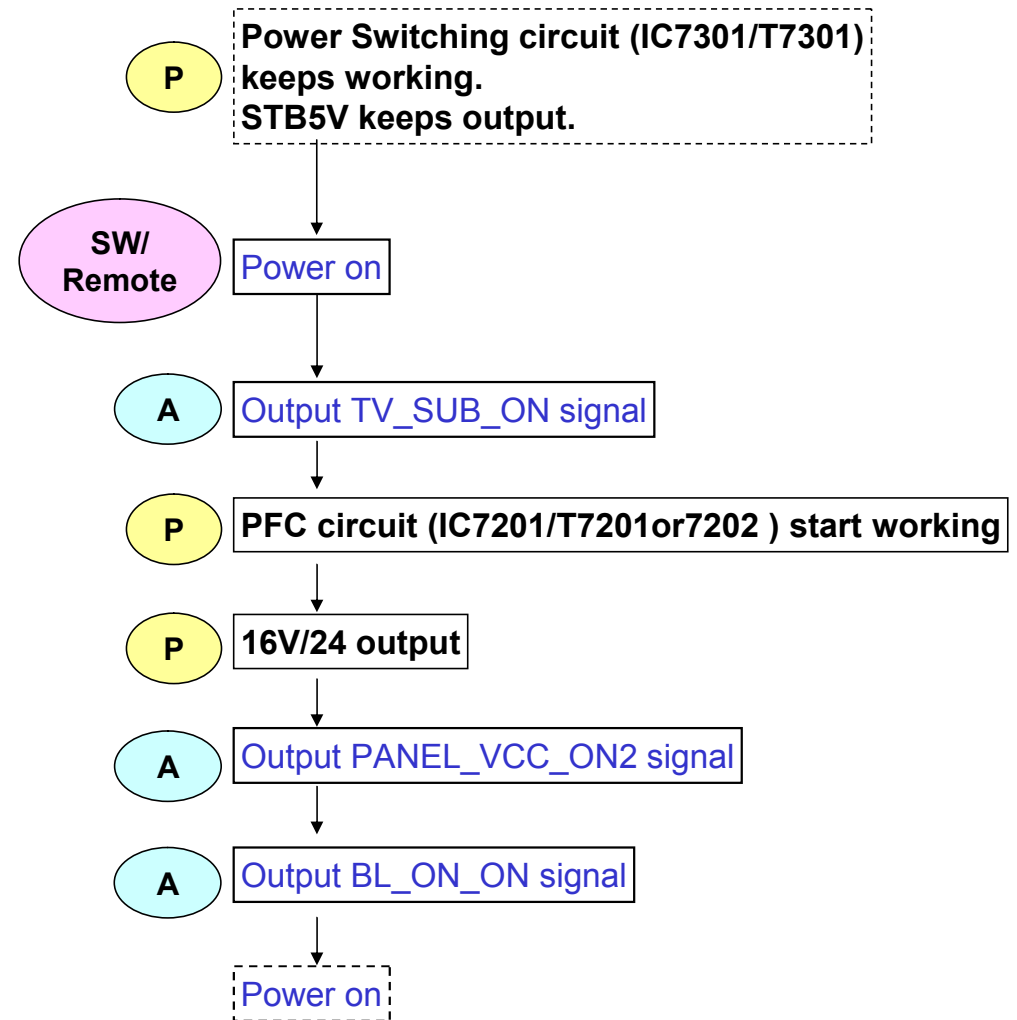 P
Power Switching circuit (IC7301/T7301)
keeps working.
STB5V keeps output.
SW/
Remote
Power on
A
Output TV_SUB_ON signal
P
PFC circuit (IC7201/T7201or7202 ) start working
P
16V/24 output
A
Output PANEL_VCC_ON2 signal
A
Output BL_ON_ON signal
Power on